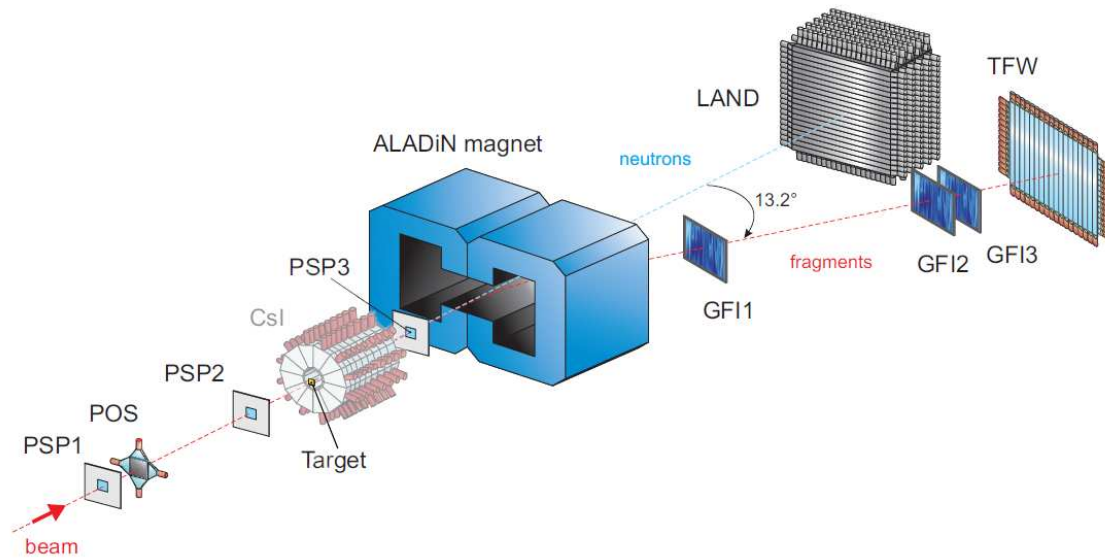 TFW
LAND
ALADiN magnet
neutrons
13.2°
PSP3
fragments
GFI3
GFI2
GFI1
CsI
PSP2
POS
PSP1
Target
beam